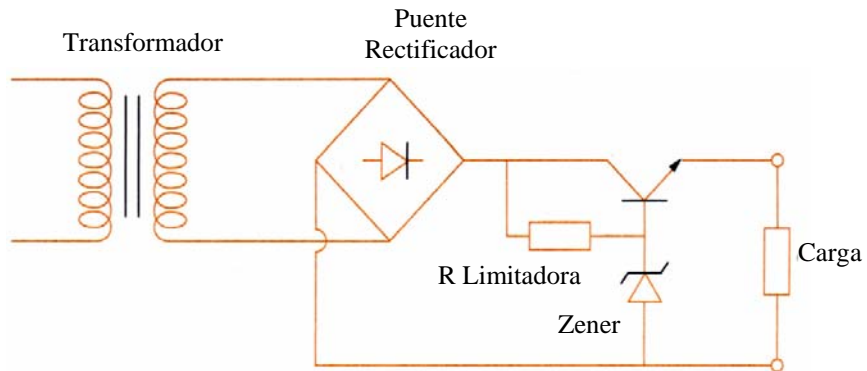 Transformador
Puente
Rectificador
R Limitadora
Carga
Zener